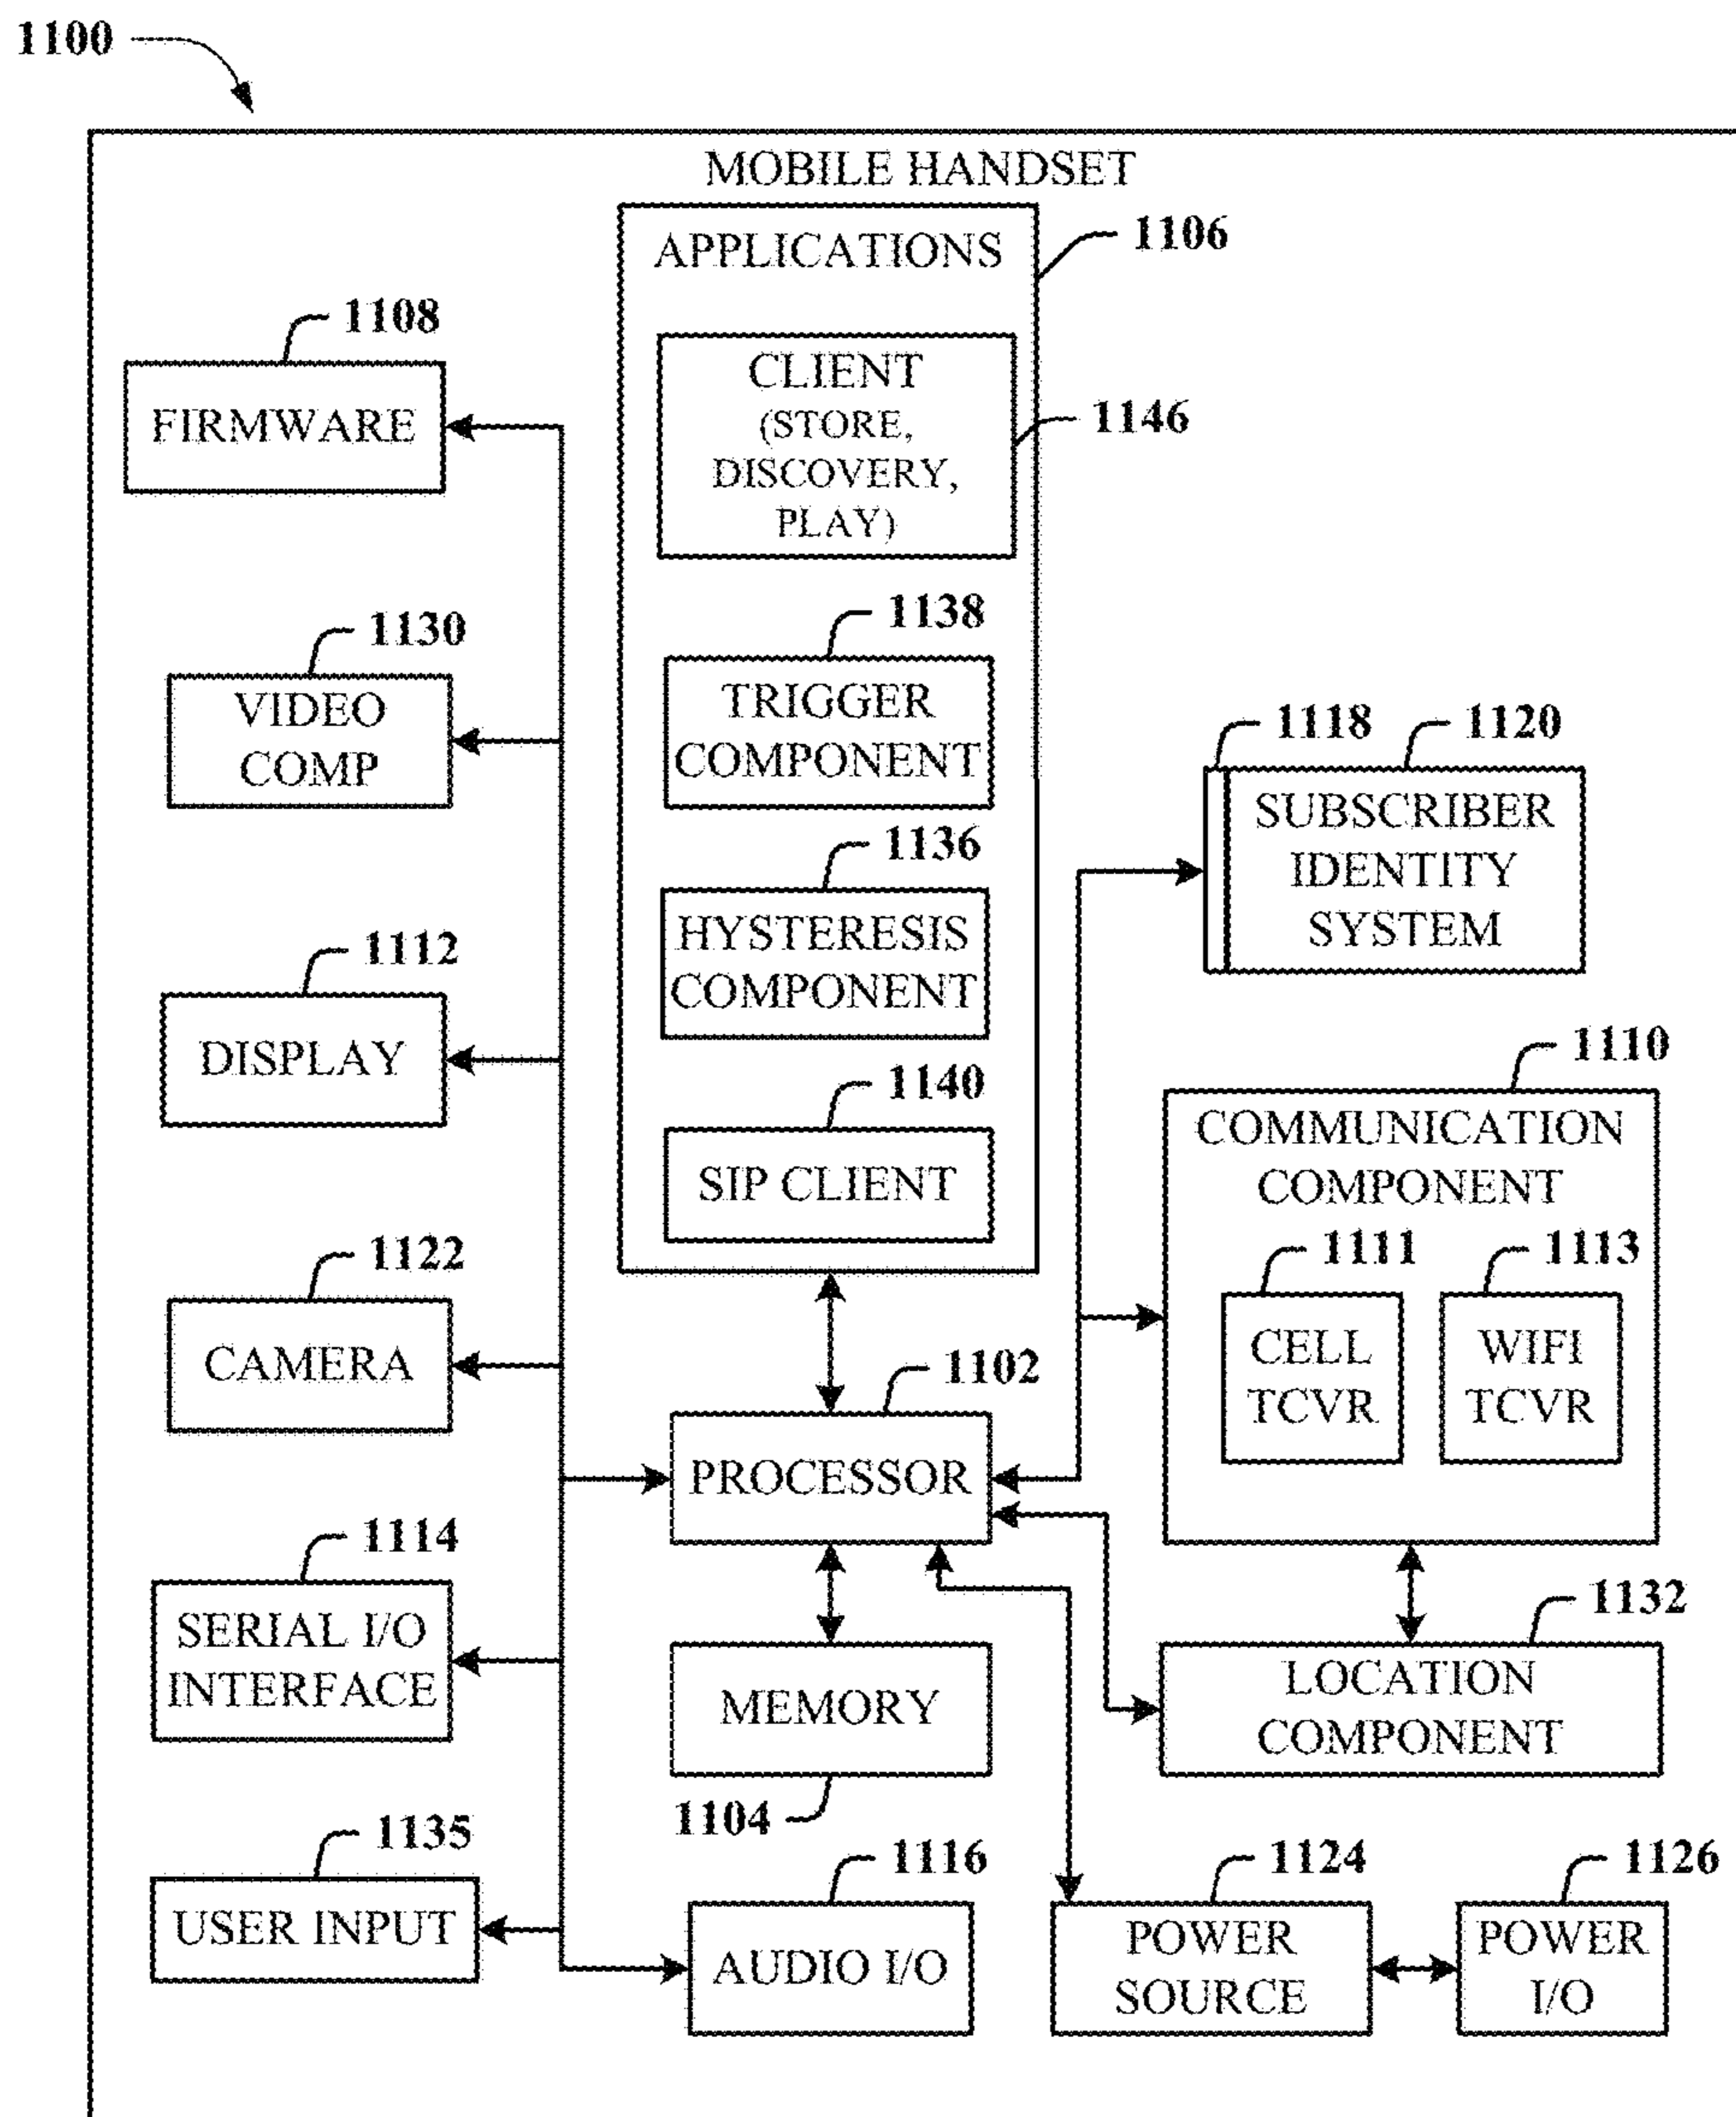 1100
MOBILE HANDSET
APPLICATIONS
1106
1108
FIRMWARE
CLIENT
(STORE,
DISCOVERY,
PLAY)
1146
1130
VIDEO
COMP
1138
TRIGGER
COMPONENT
1118
1120
SUBSCRIBER
IDENTITY
SYSTEM
1136
HYSTERESIS
COMPONENT
1112
DISPLAY
1140
SIP CLIENT
1110
COMMUNICATION
COMPONENT
1111
CELL
TCVR
1113
WIFI
TCVR
1122
CAMERA
1102
PROCESSOR
1114
SERIAL I/O
INTERFACE
MEMORY
1104
1132
LOCATION
COMPONENT
1135
USER INPUT
1116
AUDIO I/O
1124
POWER
SOURCE
1126
POWER
I/O